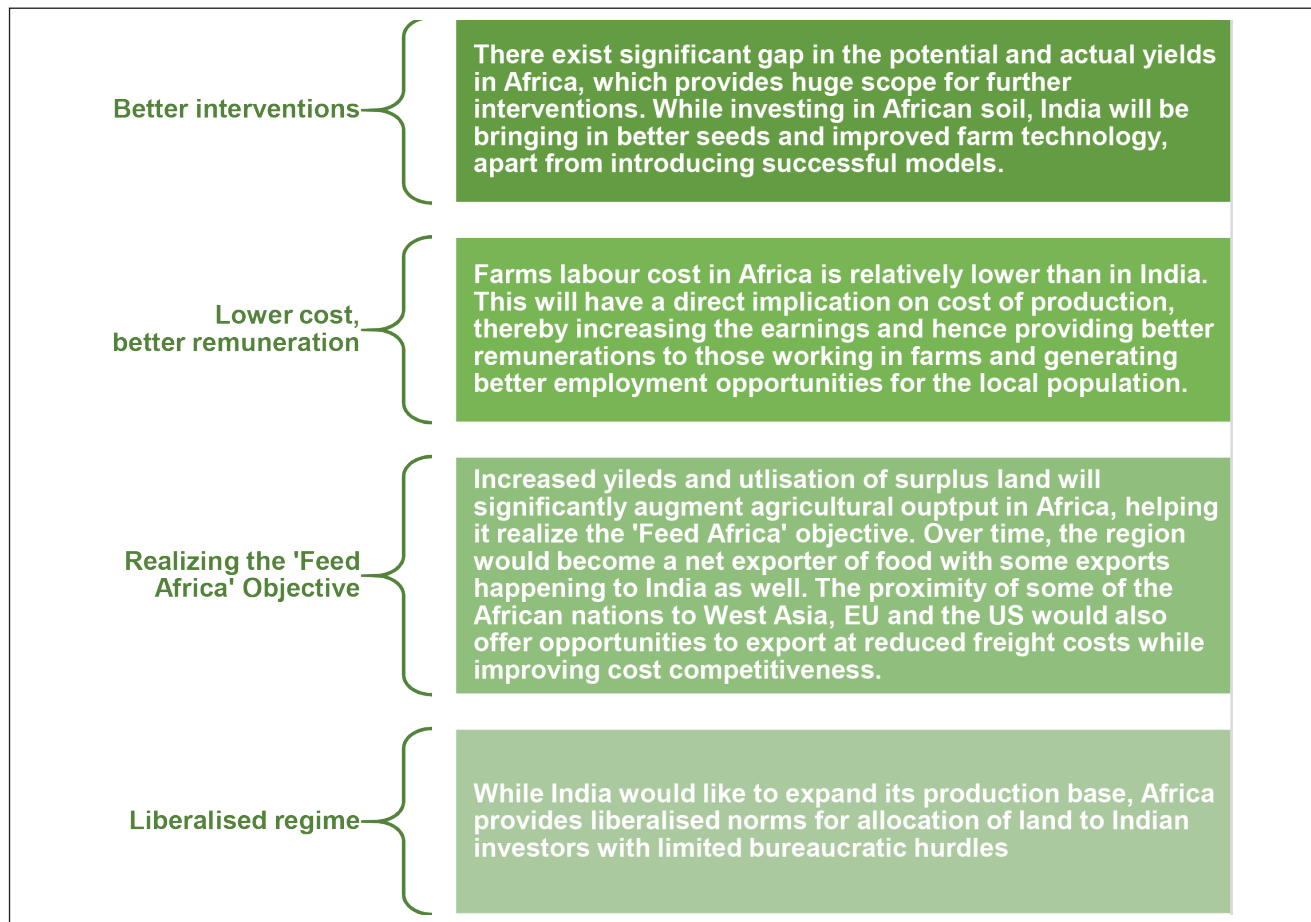 Better interventions
There exist significant gap in the potential and actual yields
in Africa, which provides huge scope for further
interventions. While investing in African soil, India will be
bringing in better seeds and improved farm technology,
apart from introducing successful models.
Lower cost,
better remuneration
Farms labour cost in Africa is relatively lower than in India.
This will have a direct implication on cost of production,
thereby increasing the earnings and hence providing better
remunerations to those working in farms and generating
better employment opportunities for the local population.
Realizing the 'Feed
Africa' Objective
Increased yileds and utlisation of surplus land will
significantly augment agricultural ouptput in Africa, helping
it realize the 'Feed Africa' objective. Over time, the region
would become a net exporter of food with some exports
happening to India as well. The proximity of some of the
African nations to West Asia, EU and the US would also
offer opportunities to export at reduced freight costs while
improving cost competitiveness.
Liberalised regime
While India would like to expand its production base, Africa
provides liberalised norms for allocation of land to Indian
investors with limited bureaucratic hurdles